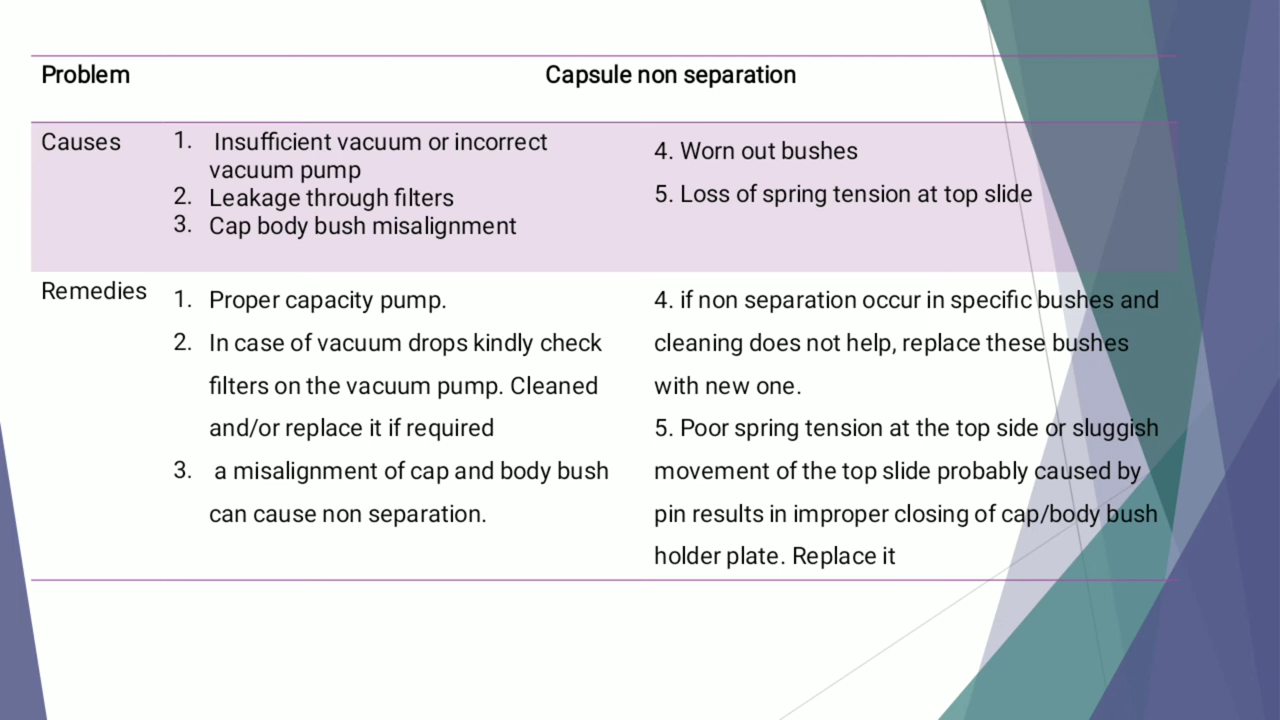 Problem
Capsule non separation
Causes
1. Insufficient vacuum or incorrect
vacuum pump
2. Leakage through filters
3. Cap body bush misalignment
4. Worn out bushes
5. Loss of spring tension at top slide
Remedies
1. Proper capacity pump.
2. In case of vacuum drops kindly check
filters on the vacuum pump. Cleaned
and/or replace it if required
3. a misalignment of cap and body bush
can cause non separation.
4. if non separation occur in specific bushes and
cleaning does not help, replace these bushes
with new one.
5. Poor spring tension at the top side or sluggish
movement of the top slide probably caused by
pin results in improper closing of cap/body bush
holder plate. Replace it